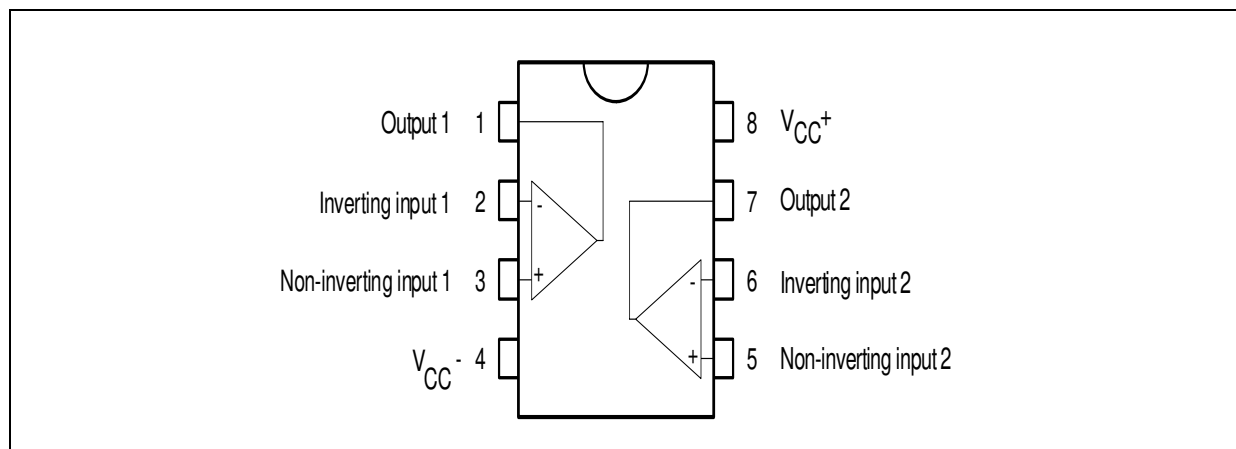 Output 1 1
Inverting input 1 2
-
Non-inverting input 1 3
+
VCC- 4
8 VCC+
7 Output 2
6 Inverting input 2
-
5 Non-inverting input 2
+